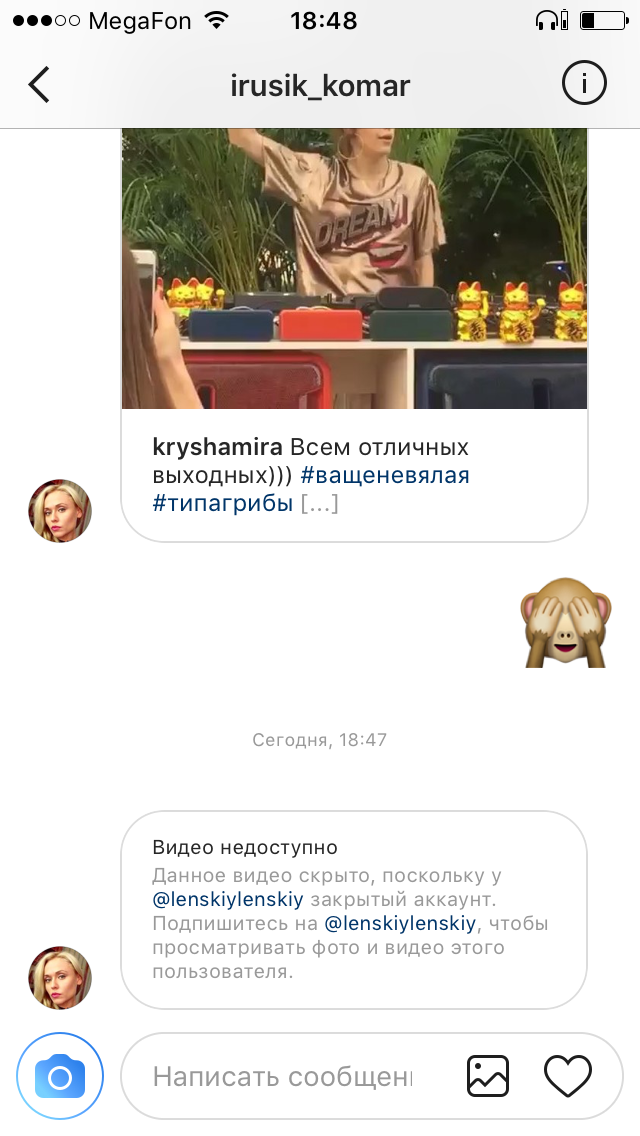 MegaFon 18:48
irusik_komar
DREAM
kryshamira Всем отличных
выходных))) #ващеневялая
#типагрибы [...]
Сегодня, 18:47
Видео недоступно
Данное видео скрыто, поскольку у
@lenskiylenskiy закрытый аккаунт.
Подпишитесь на @lenskiylenskiy, чтобы
просматривать фото и видео этого
пользователя.
Написать сообщен